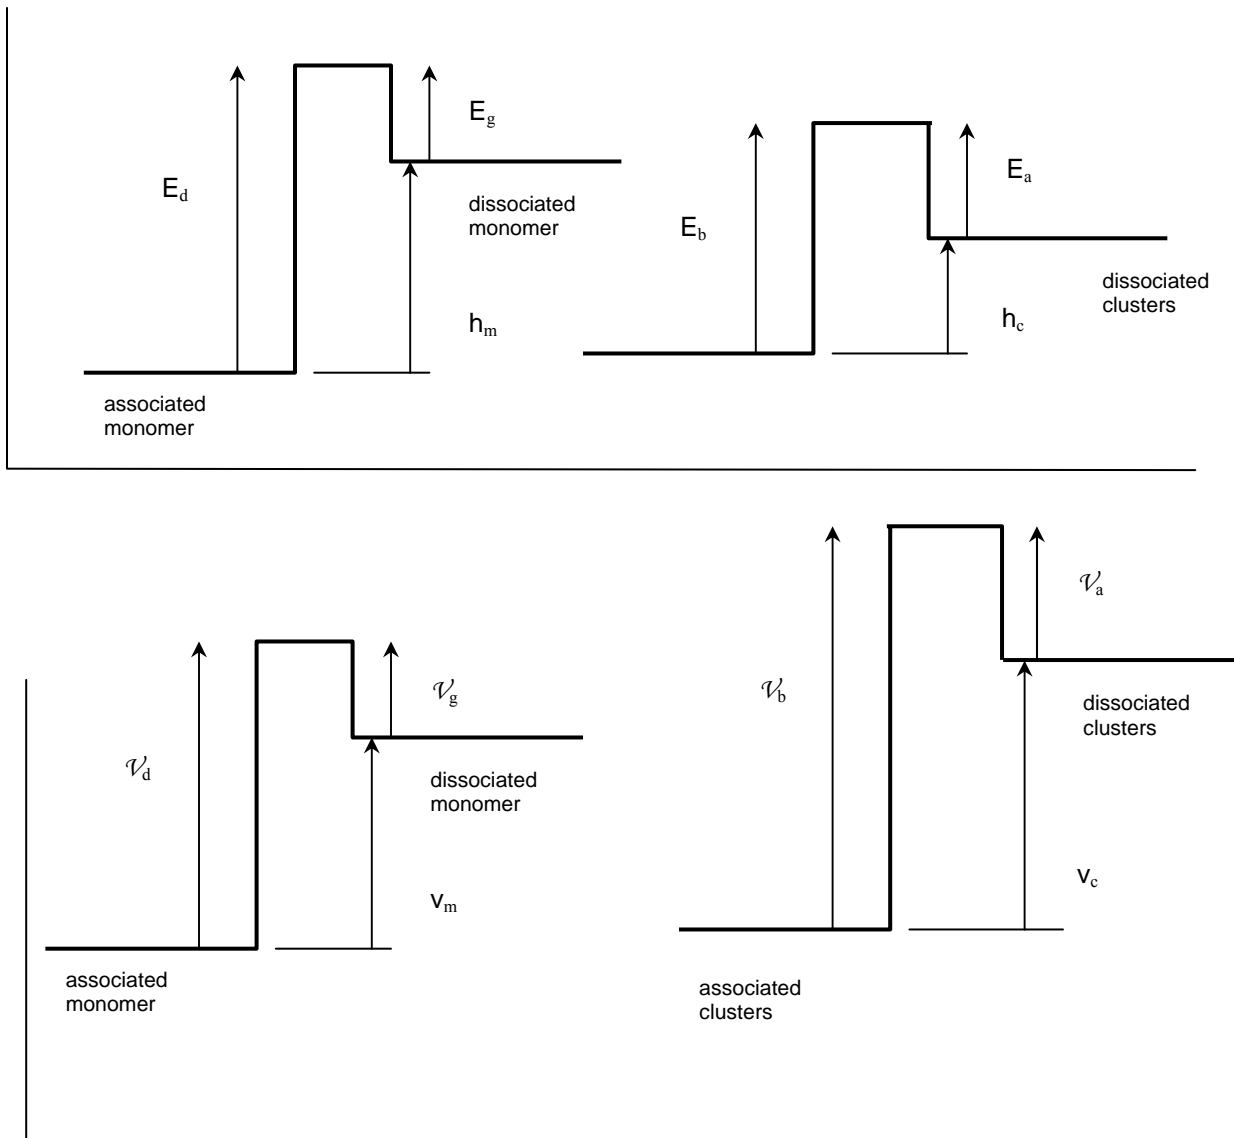 E_g
E_d
dissociated
monomer
h_m
associated
monomer
E_a
E_b
dissociated
clusters
h_c
𝒱_g
𝒱_d
dissociated
monomer
v_m
associated
monomer
𝒱_a
𝒱_b
dissociated
clusters
v_c
associated
clusters